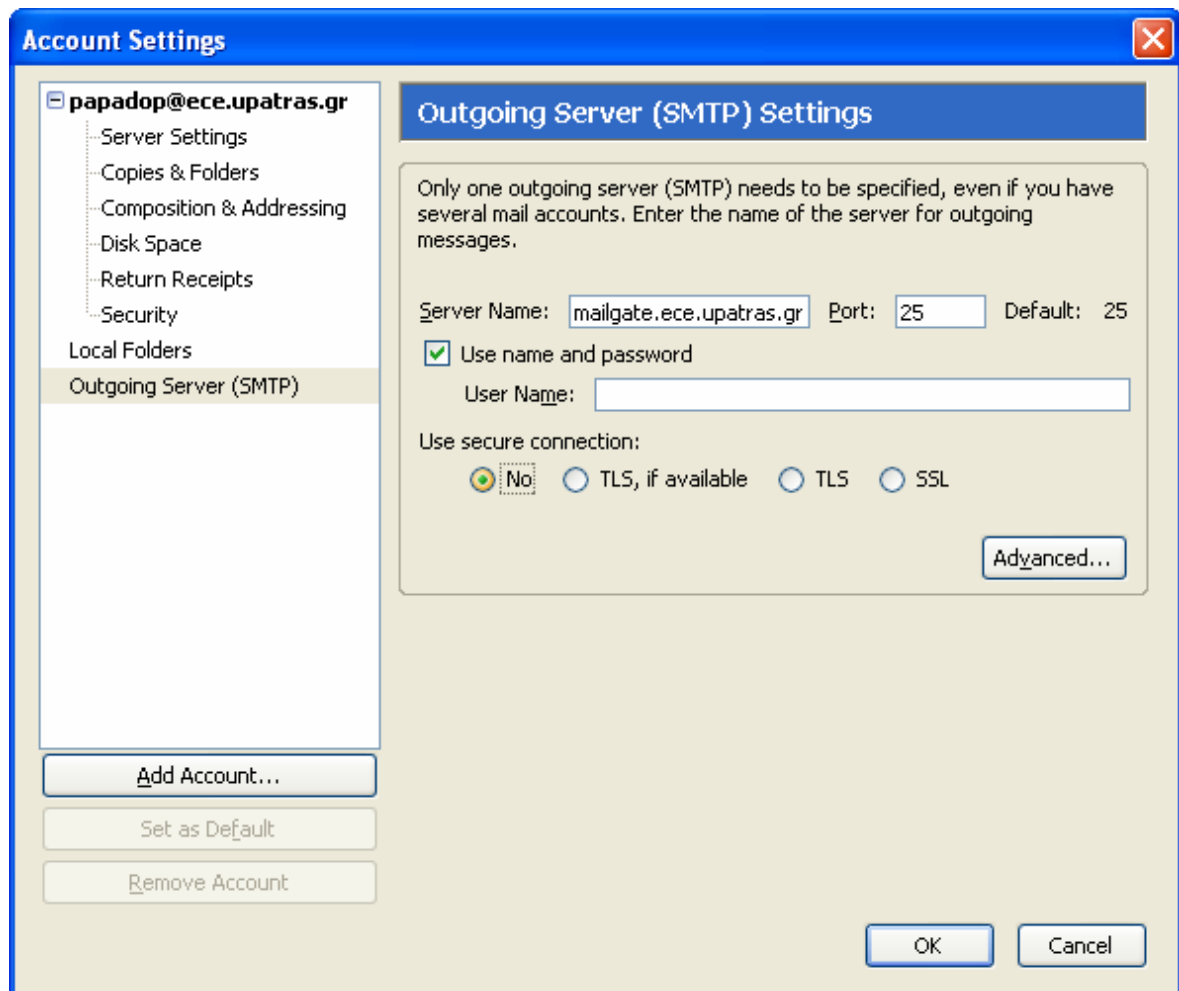 Account Settings
papadop@ece.upatras.gr
Server Settings
Copies & Folders
Composition & Addressing
Disk Space
Return Receipts
Security
Local Folders
Outgoing Server (SMTP)
Add Account...
Set as Default
Remove Account
Outgoing Server (SMTP) Settings
Only one outgoing server (SMTP) needs to be specified, even if you have
several mail accounts. Enter the name of the server for outgoing
messages.
Server Name: mailgate.ece.upatras.gr Port: 25 Default: 25
Use name and password
User Name:
Use secure connection:
No TLS, if available TLS SSL
Advanced...
OK Cancel